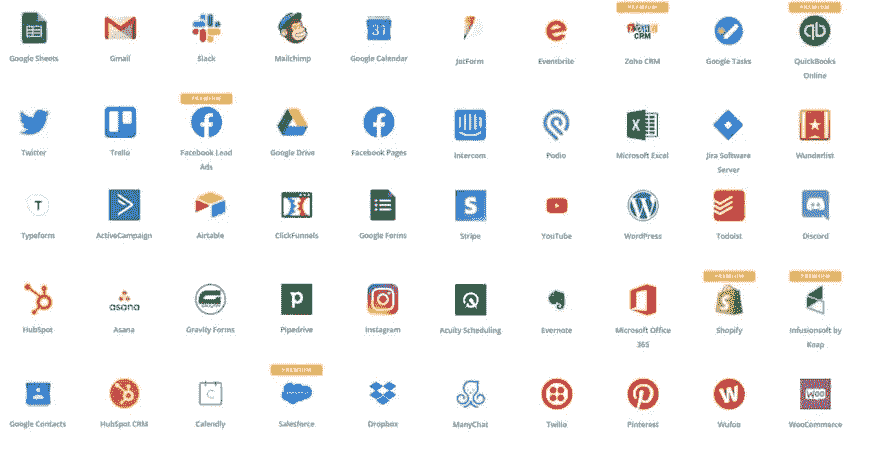 PREMIUM
PREMIUM
31
ZOHO
CRM
qb
Google Sheets
Gmail
Slack
Mailchimp
Google Calendar
JotForm
Eventbrite
Zoho CRM
Google Tasks
QuickBooks
Online
PREMIUM
Twitter
Trello
Facebook Lead
Ads
Google Drive
Facebook Pages
Intercom
Podio
Microsoft Excel
Jira Software
Server
Wunderlist
T
S
Typeform
ActiveCampaign
Airtable
ClickFunnels
Google Forms
Stripe
YouTube
WordPress
Todoist
Discord
PREMIUM
PREMIUM
asana
HubSpot
Asana
Gravity Forms
Pipedrive
Instagram
Acuity Scheduling
Evernote
Microsoft Office
365
Shopify
Infusionsoft by
Keap
PREMIUM
C
WOO
Google Contacts
HubSpot CRM
Calendly
Salesforce
Dropbox
ManyChat
Twilio
Pinterest
Wufoo
WooCommerce